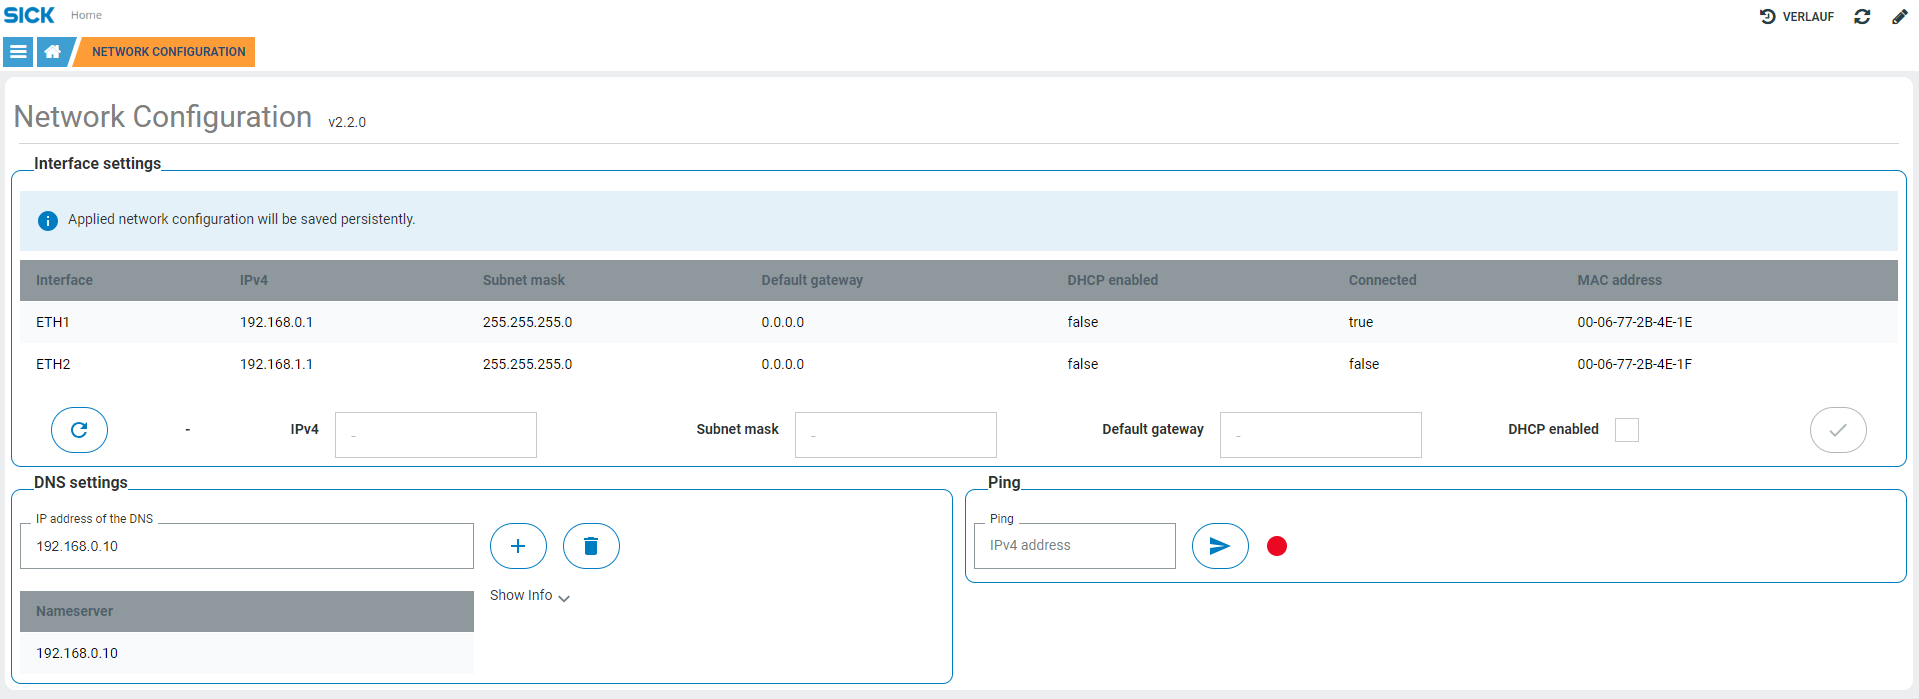 SICK Home VERLAUF
NETWORK CONFIGURATION
Network Configuration v2.2.0
Interface settings
Applied network configuration will be saved persistently.
Interface IPv4 Subnet mask Default gateway DHCP enabled Connected MAC address
ETH1 192.168.0.1 255.255.255.0 0.0.0.0 false true 00-06-77-2B-4E-1E
ETH2 192.168.1.1 255.255.255.0 0.0.0.0 false false 00-06-77-2B-4E-1F
- IPv4 - Subnet mask - Default gateway - DHCP enabled
DNS settings
IP address of the DNS
192.168.0.10
Show Info
Nameserver
192.168.0.10
Ping
Ping
IPv4 address